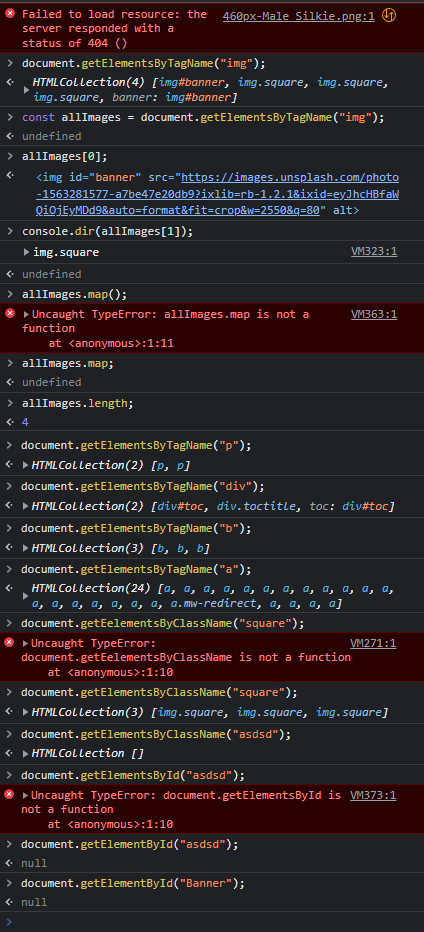 Failed to load resource: the 460px-Male Silkie.png:1
server responded with a
status of 404 ()
document.getElementsByTagName("img");
HTMLCollection(4) [img#banner, img.square, img.square,
img.square, banner: img#banner]
const allImages = document.getElementsByTagName("img");
undefined
allImages[0];
<img id="banner" src="https://images.unsplash.com/photo
-1563281577-a7be47e20db9?ixlib=rb-1.2.1&ixid=eyJhcHBfaW
QiOjEyMDd9&auto=format&fit=crop&w=2550&q=80" alt>
console.dir(allImages[1]);
img.square VM323:1
undefined
allImages.map();
Uncaught TypeError: allImages.map is not a VM363:1
function
at <anonymous>:1:11
allImages.map;
undefined
allImages.length;
4
document.getElementsByTagName("p");
HTMLCollection(2) [p, p]
document.getElementsByTagName("div");
HTMLCollection(2) [div#toc, div.toctitle, toc: div#toc]
document.getElementsByTagName("b");
HTMLCollection(3) [b, b, b]
document.getElementsByTagName("a");
HTMLCollection(24) [a, a, a, a, a, a, a, a, a, a, a, a,
a, a, a, a, a, a, a, a.mw-redirect, a, a, a, a]
document.getEelementsByClassName("square");
Uncaught TypeError: VM271:1
document.getEelementsByClassName is not a function
at <anonymous>:1:10
document.getElementsByClassName("square");
HTMLCollection(3) [img.square, img.square, img.square]
document.getElementsByClassName("asdsd");
HTMLCollection []
document.getElementsById("asdsd");
Uncaught TypeError: document.getElementsById is VM373:1
not a function
at <anonymous>:1:10
document.getElementById("asdsd");
null
document.getElementById("Banner");
null